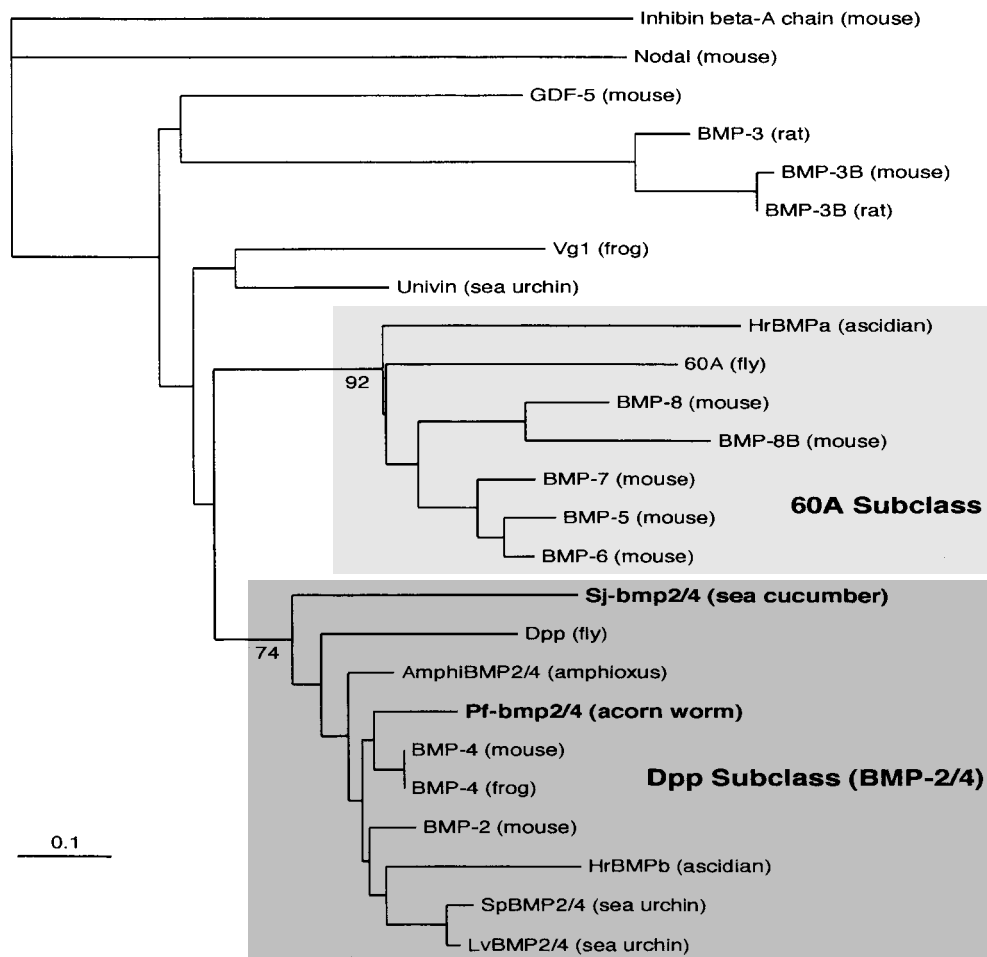 Inhibin beta-A chain (mouse)
Nodal (mouse)
GDF-5 (mouse)
BMP-3 (rat)
BMP-3B (mouse)
BMP-3B (rat)
Vg1 (frog)
Univin (sea urchin)
HrBMPa (ascidian)
60A (fly)
92
BMP-8 (mouse)
BMP-8B (mouse)
BMP-7 (mouse)
60A Subclass
BMP-5 (mouse)
BMP-6 (mouse)
Sj-bmp2/4 (sea cucumber)
Dpp (fly)
74
AmphiBMP2/4 (amphioxus)
Pf-bmp2/4 (acorn worm)
BMP-4 (mouse)
Dpp Subclass (BMP-2/4)
BMP-4 (frog)
BMP-2 (mouse)
0.1
HrBMPb (ascidian)
SpBMP2/4 (sea urchin)
LvBMP2/4 (sea urchin)